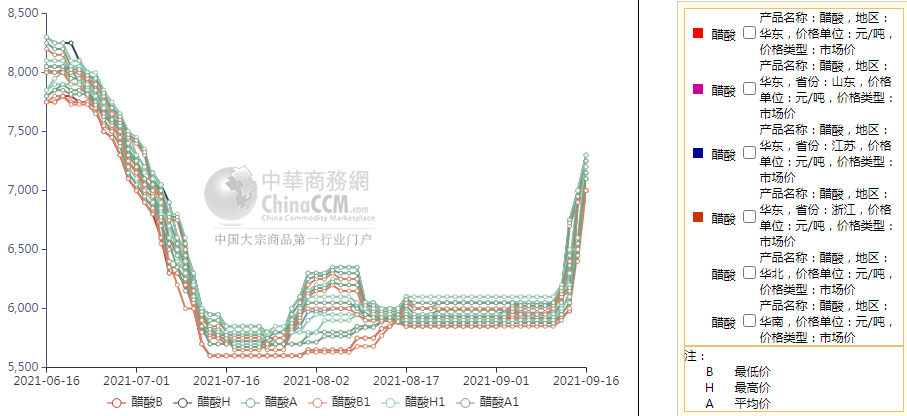 8,500
8,000
7,500
7,000
6,500
6,000
5,500
2021-06-16
2021-07-01
2021-07-16
2021-08-02
2021-08-17
2021-09-01
2021-09-16
中華商務網
ChinaCCM.com
China Commodity Marketplace
中国大宗商品第一行业门户
醋酸B
醋酸H
醋酸A
醋酸B1
醋酸H1
醋酸A1
醋酸
产品名称：醋酸，地区：
华东，价格单位：元/吨，
价格类型：市场价
醋酸
产品名称：醋酸，地区：
华东，省份：山东，价格
单位：元/吨，价格类型：
市场价
醋酸
产品名称：醋酸，地区：
华东，省份：江苏，价格
单位：元/吨，价格类型：
市场价
醋酸
产品名称：醋酸，地区：
华东，省份：浙江，价格
单位：元/吨，价格类型：
市场价
醋酸
产品名称：醋酸，地区：
华北，价格单位：元/吨，
价格类型：市场价
醋酸
产品名称：醋酸，地区：
华南，价格单位：元/吨，
价格类型：市场价
注：
B 最低价
H 最高价
A 平均价